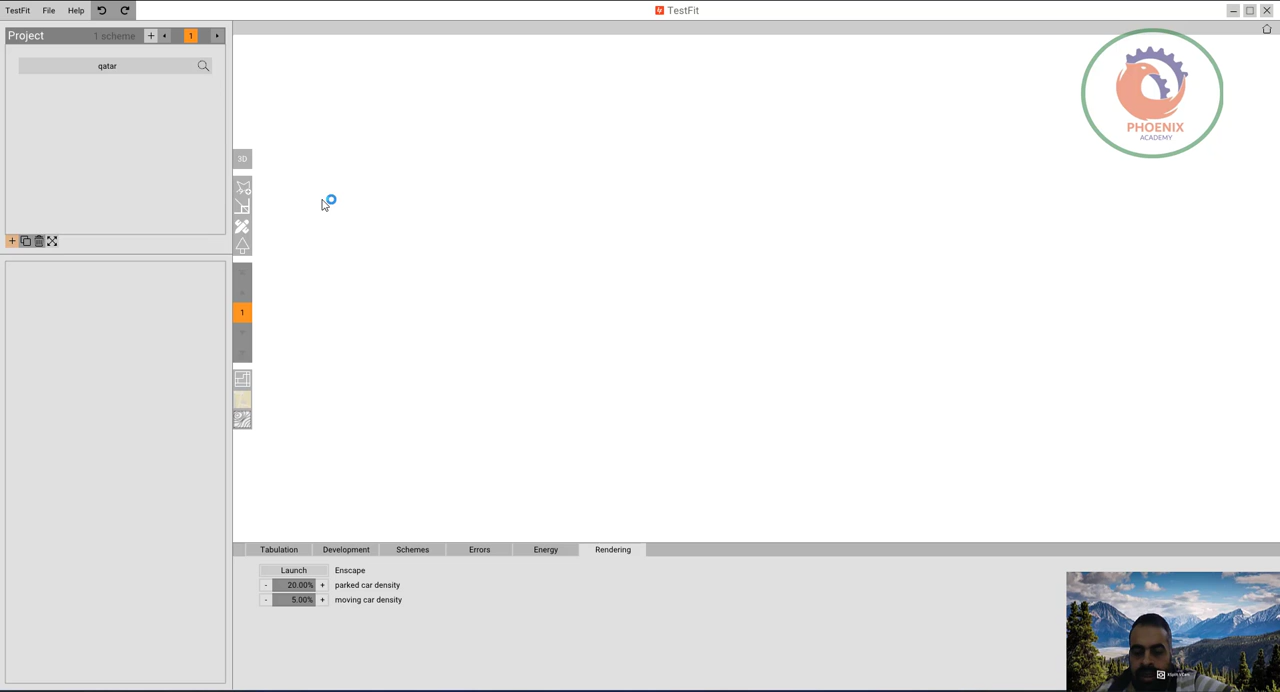 TestFit File Help
TestFit
Project 1 scheme + 1
qatar
PHOENIX
ACADEMY
3D
+
1
Tabulation Development Schemes Errors Energy Rendering
Launch Enscape
- 20.00% + parked car density
- 5.00% + moving car density